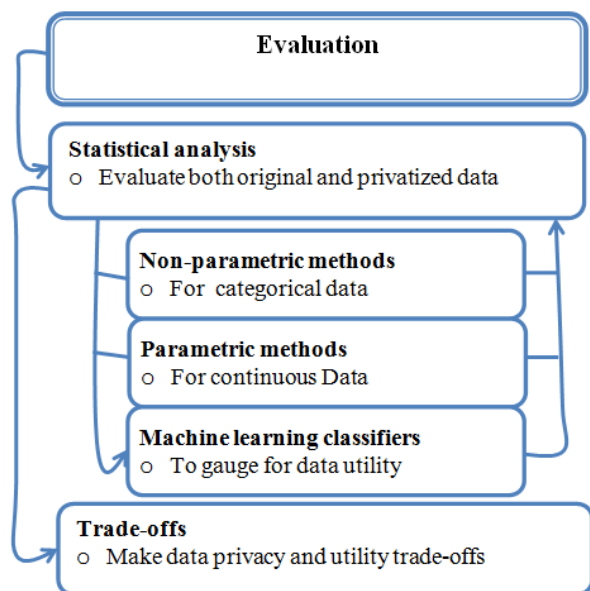 Evaluation
Statistical analysis
o Evaluate both original and privatized data
Non-parametric methods
o For categorical data
Parametric methods
o For continuous Data
Machine learning classifiers
o To gauge for data utility
Trade-offs
o Make data privacy and utility trade-offs